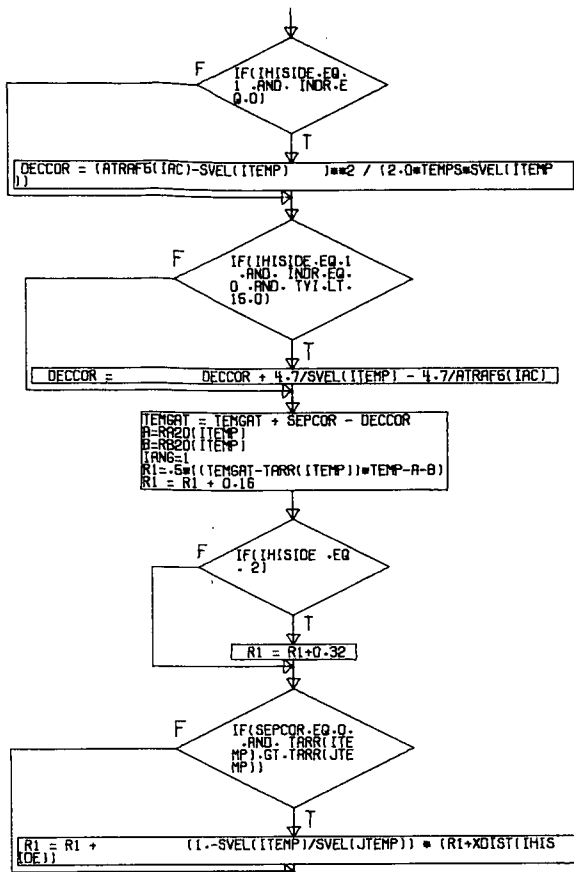 F
IF(IHISIDE.EQ.
1 .AND. INDR.E
Q.0)
T
DECCOR = (ATRAF6(IAC)-SVEL(ITEMP) )**2 / (2.0*TEMPS*SVEL(ITEMP
))
F
IF(IHISIDE.EQ.1
.AND. INDR.EQ.
0 .AND. TYI.LT.
15.0)
T
DECCOR = DECCOR + 4.7/SVEL(ITEMP) - 4.7/ATRAF6(IAC)
TEMGAT = TEMGAT + SEPCOR - DECCOR
A=RA20(ITEMP)
B=RB20(ITEMP)
IANG=1
R1=.5*((TEMGAT-TARR(ITEMP))*TEMP-A-B)
R1 = R1 + 0.16
F
IF(IHISIDE .EQ
. 2)
T
R1 = R1+0.32
F
IF(SEPCOR.EQ.0.
.AND. TARR(ITE
MP).GT.TARR(JTE
MP))
T
R1 = R1 + (1.-SVEL(ITEMP)/SVEL(JTEMP)) * (R1+XDIST(IHIS
IDE))